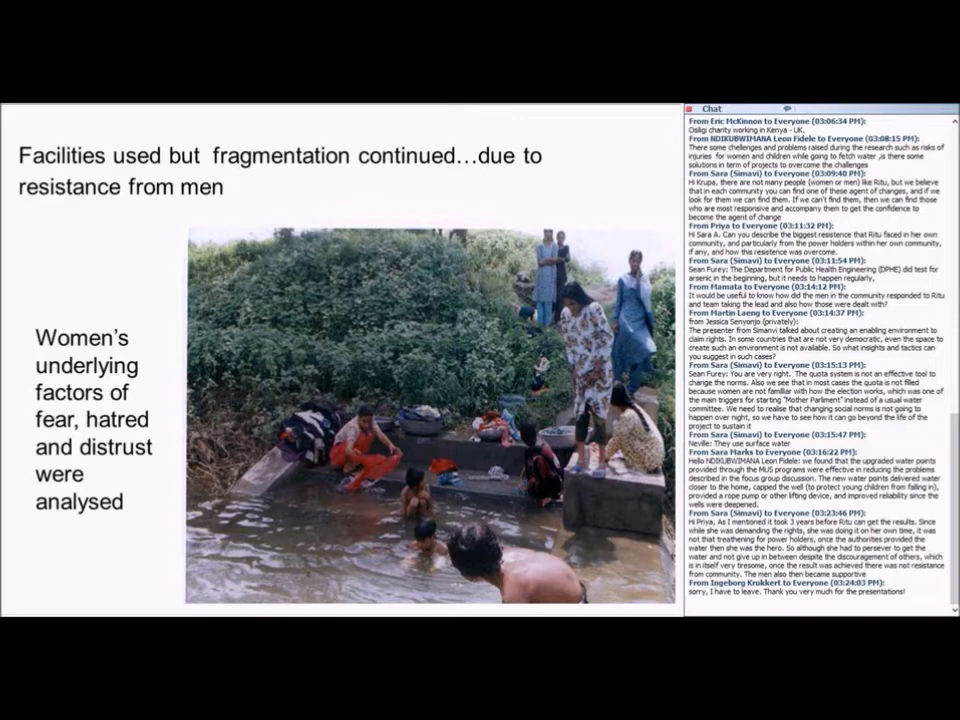 Facilities used but fragmentation continued…due to
resistance from men
Women's
underlying
factors of
fear, hatred
and distrust
were
analysed
Chat
From Eric McKinnon to Everyone (03:06:34 PM):
Osligi charity working in Kenya - UK.
From NDIKUBWIMANA Leon Fidele to Everyone (03:08:15 PM):
There some chellenges and problems raised during the research such as risks of
injuries for women and children while going to fetch water ,is there some
solutions in term of projects to overcome the challenges
From Sara (Simavi) to Everyone (03:09:40 PM):
Hi Krupa, there are not many people (women or men) like Ritu, but we believe
that in each community you can find one of these agent of changes, and if we
look for them we can find them. If we can't find them, then we can find those
who are most responsive and accompany them to get the confidence to
become the agent of change
From Priya to Everyone (03:11:32 PM):
Hi Sara A. Can you describe the biggest resistence that Ritu faced in her own
community, and particularly from the power holders within her own community,
if any, and how this resistence was overcome.
From Sara (Simavi) to Everyone (03:11:54 PM):
Sean Furey: The Department for Public Health Engineering (DPHE) did test for
arsenic in the beginning, but it needs to happen regularly,
From Mamata to Everyone (03:14:12 PM):
It would be useful to know how did the men in the community responded to Ritu
and team taking the lead and also how those were dealt with?
From Martin Laeng to Everyone (03:14:37 PM):
from Jessica Senyonjo (privately):
The presenter from Simanvi talked about creating an enabling environment to
claim rights. In some countries that are not very democratic, even the space to
create such an environment is not available. So what insights and tactics can
you suggest in such cases?
From Sara (Simavi) to Everyone (03:15:13 PM):
Sean Furey: You are very right. The quota system is not an effective tool to
change the norms. Also we see that in most cases the quota is not filled
because women are not familiar with how the election works, which was one of
the main triggers for starting "Mother Parliment" instead of a usual water
committee. We need to realise that changing social norms is not going to
happen over night, so we have to see how it can go beyond the life of the
project to sustain it
From Sara (Simavi) to Everyone (03:15:47 PM):
Neville: They use surface water
From Sara Marks to Everyone (03:16:22 PM):
Hello NDIKUBWIMANA Leon Fidele: we found that the upgraded water points
provided through the MUS programs were effective in reducing the problems
described in the focus group discussion. The new water points delivered water
closer to the home, capped the well (to protect young children from falling in),
provided a rope pump or other lifting device, and improved reliability since the
wells were deepened.
From Sara (Simavi) to Everyone (03:23:46 PM):
Hi Priya, As I mentioned it took 3 years before Ritu can get the results. Since
while she was demanding the rights, she was doing it on her own time, it was
not that threathening for power holders, once the authorities provided the
water then she was the hero. So although she had to persever to get the
water and not give up in between despite the discouragement of others, which
is in itself very tiresome, once the result was achieved there was not resistance
from community. The men also then became supportive
From Ingeborg Krukkert to Everyone (03:24:03 PM):
sorry, I have to leave. Thank you very much for the presentations!